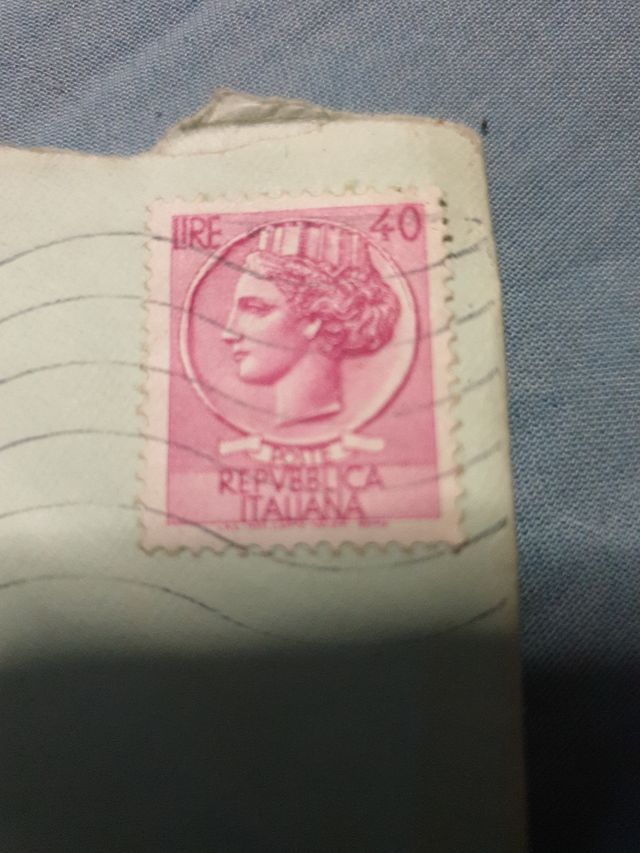 LIRE 40
POSTE
REPVBBLICA
ITALIANA